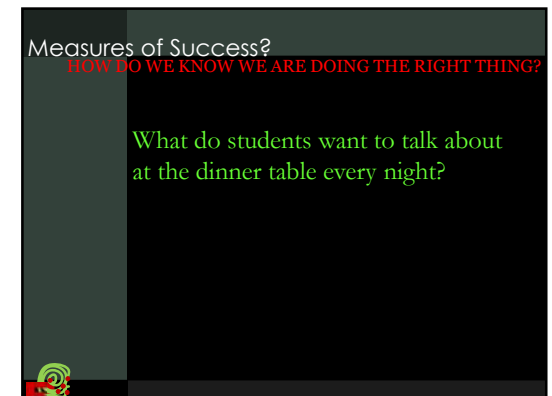 Measures of Success?
HOW DO WE KNOW WE ARE DOING THE RIGHT THING?
What do students want to talk about
at the dinner table every night?